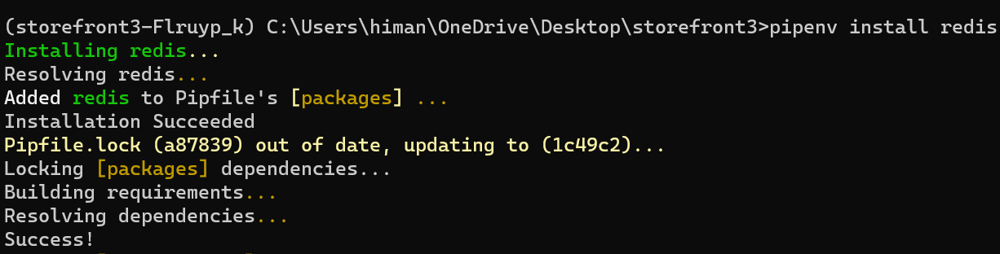 (storefront3-Flruyp_k) C:\Users\himan\OneDrive\Desktop\storefront3>pipenv install redis
Installing redis...
Resolving redis...
Added redis to Pipfile's [packages] ...
Installation Succeeded
Pipfile.lock (a87839) out of date, updating to (1c49c2)...
Locking [packages] dependencies...
Building requirements...
Resolving dependencies...
Success!